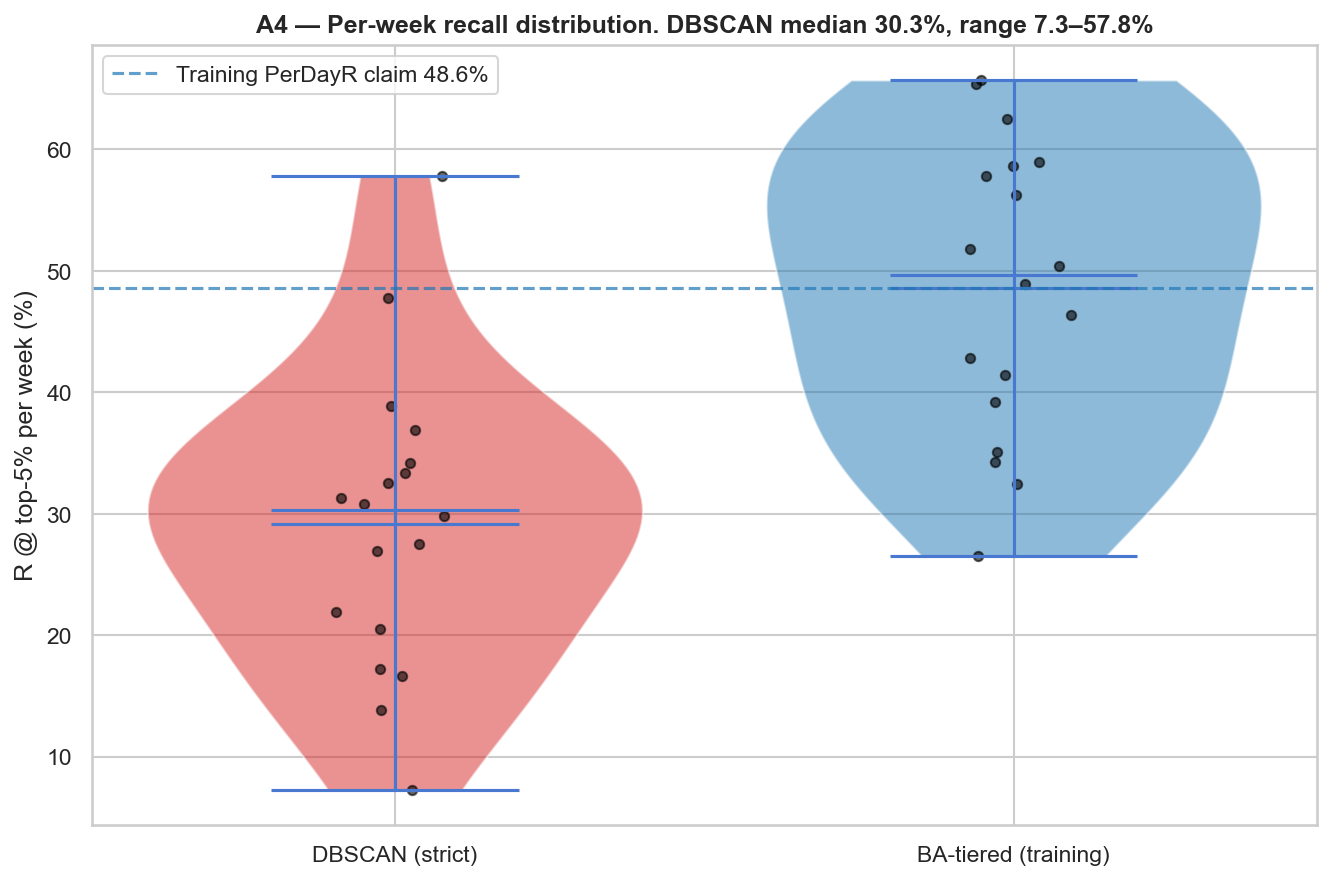 A4 — Per-week recall distribution. DBSCAN median 30.3%, range 7.3–57.8%
Training PerDayR claim 48.6%
R @ top-5% per week (%)
60
50
40
30
20
10
DBSCAN (strict)
BA-tiered (training)